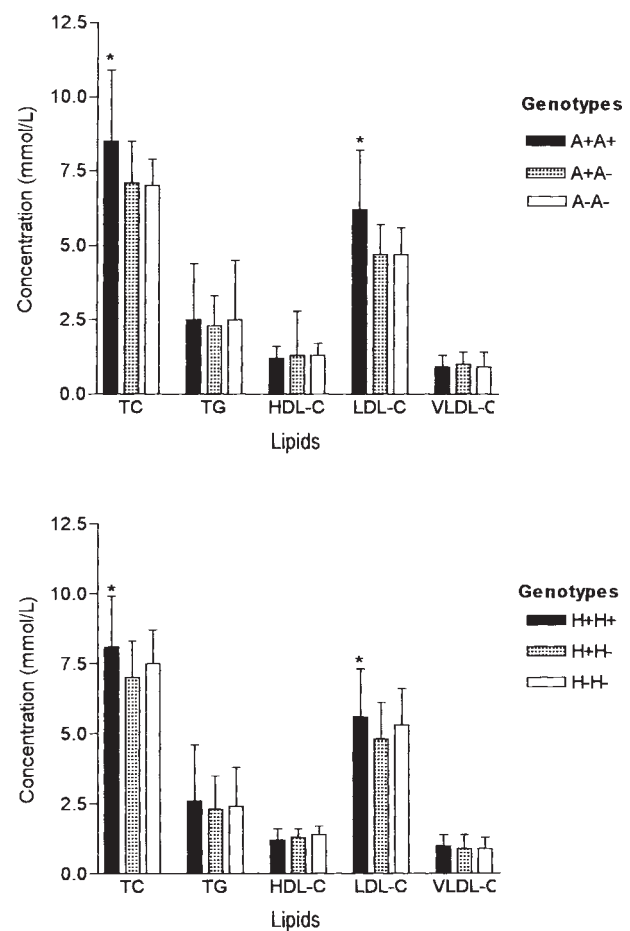 12.5
10.0
7.5
5.0
2.5
0.0
Concentration (mmol/L)
*
*
TC TG HDL-C LDL-C VLDL-C
Lipids
Genotypes
A+A+
A+A-
A-A-
12.5
10.0
7.5
5.0
2.5
0.0
Concentration (mmol/L)
*
*
TC TG HDL-C LDL-C VLDL-C
Lipids
Genotypes
H+H+
H+H-
H-H-